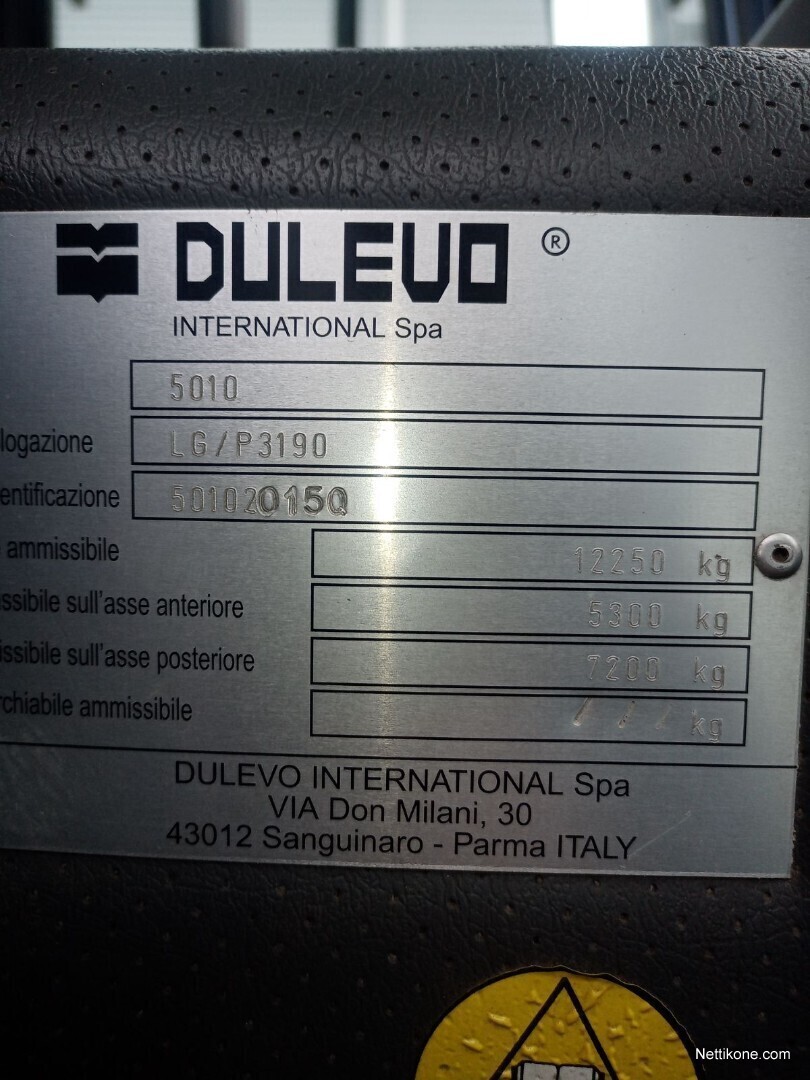 DULEVO ®
INTERNATIONAL Spa
5010
logazione LG/P3190
entificazione 501020150
ammissibile 12250 kg
ssibile sull'asse anteriore 5300 kg
issibile sull'asse posteriore 7200 kg
rchiabile ammissibile / / / kg
DULEVO INTERNATIONAL Spa
VIA Don Milani, 30
43012 Sanguinaro - Parma ITALY
Nettikone.com